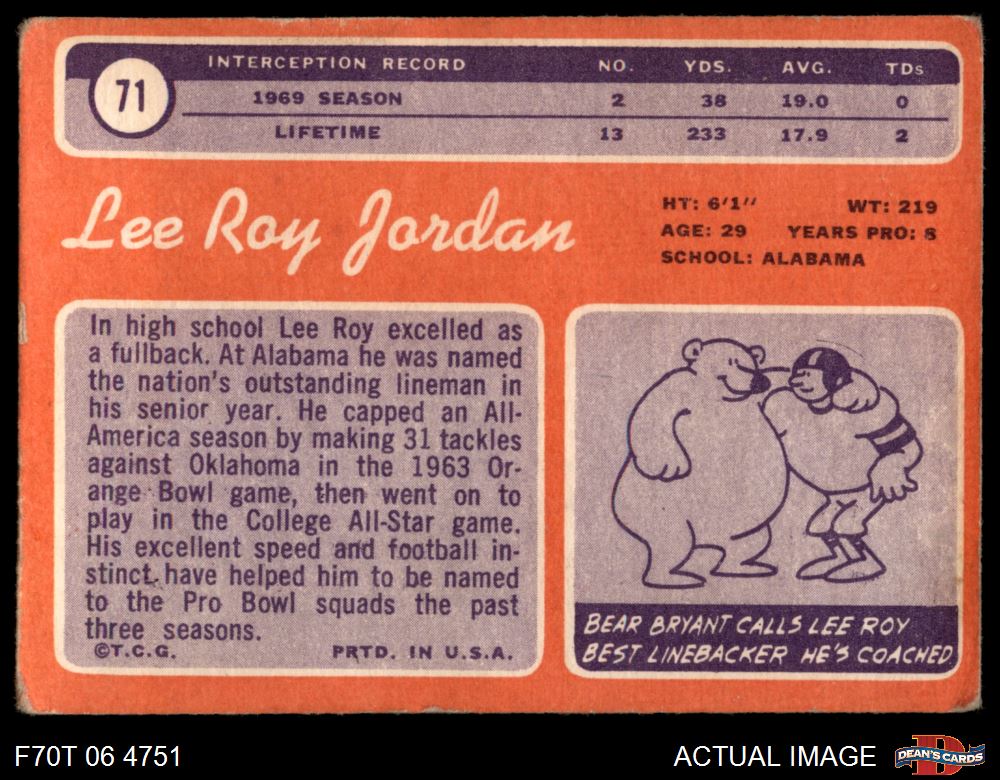 71
INTERCEPTION RECORD NO. YDS. AVG. TDs
1969 SEASON 2 38 19.0 0
LIFETIME 13 233 17.9 2
Lee Roy Jordan
HT: 6'1" WT: 219
AGE: 29 YEARS PRO: 8
SCHOOL: ALABAMA
In high school Lee Roy excelled as
a fullback. At Alabama he was named
the nation's outstanding lineman in
his senior year. He capped an All-
America season by making 31 tackles
against Oklahoma in the 1963 Or-
ange Bowl game, then went on to
play in the College All-Star game.
His excellent speed and football in-
stinct have helped him to be named
to the Pro Bowl squads the past
three seasons.
©T.C.G. PRTD. IN U.S.A.
BEAR BRYANT CALLS LEE ROY
BEST LINEBACKER HE'S COACHED.
F70T 06 4751
ACTUAL IMAGE
D
DEAN'S CARDS